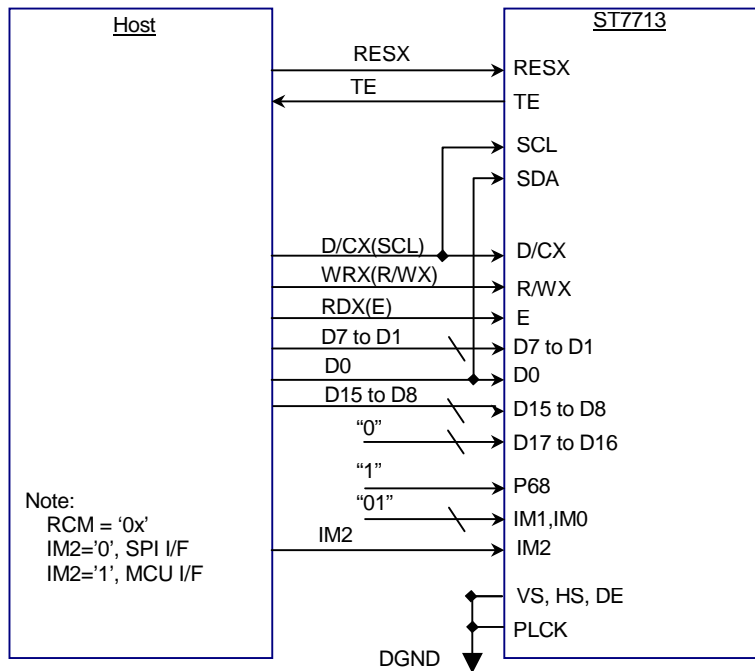 Host
ST7713
RESX
RESX
TE
TE
SCL
SDA
D/CX(SCL)
D/CX
WRX(R/WX)
R/WX
RDX(E)
E
D7 to D1
D7 to D1
D0
D0
D15 to D8
D15 to D8
“0”
D17 to D16
“1”
P68
“01”
IM1,IM0
IM2
IM2
Note:
RCM = ‘0x’
IM2=’0’, SPI I/F
IM2=’1’, MCU I/F
VS, HS, DE
PLCK
DGND